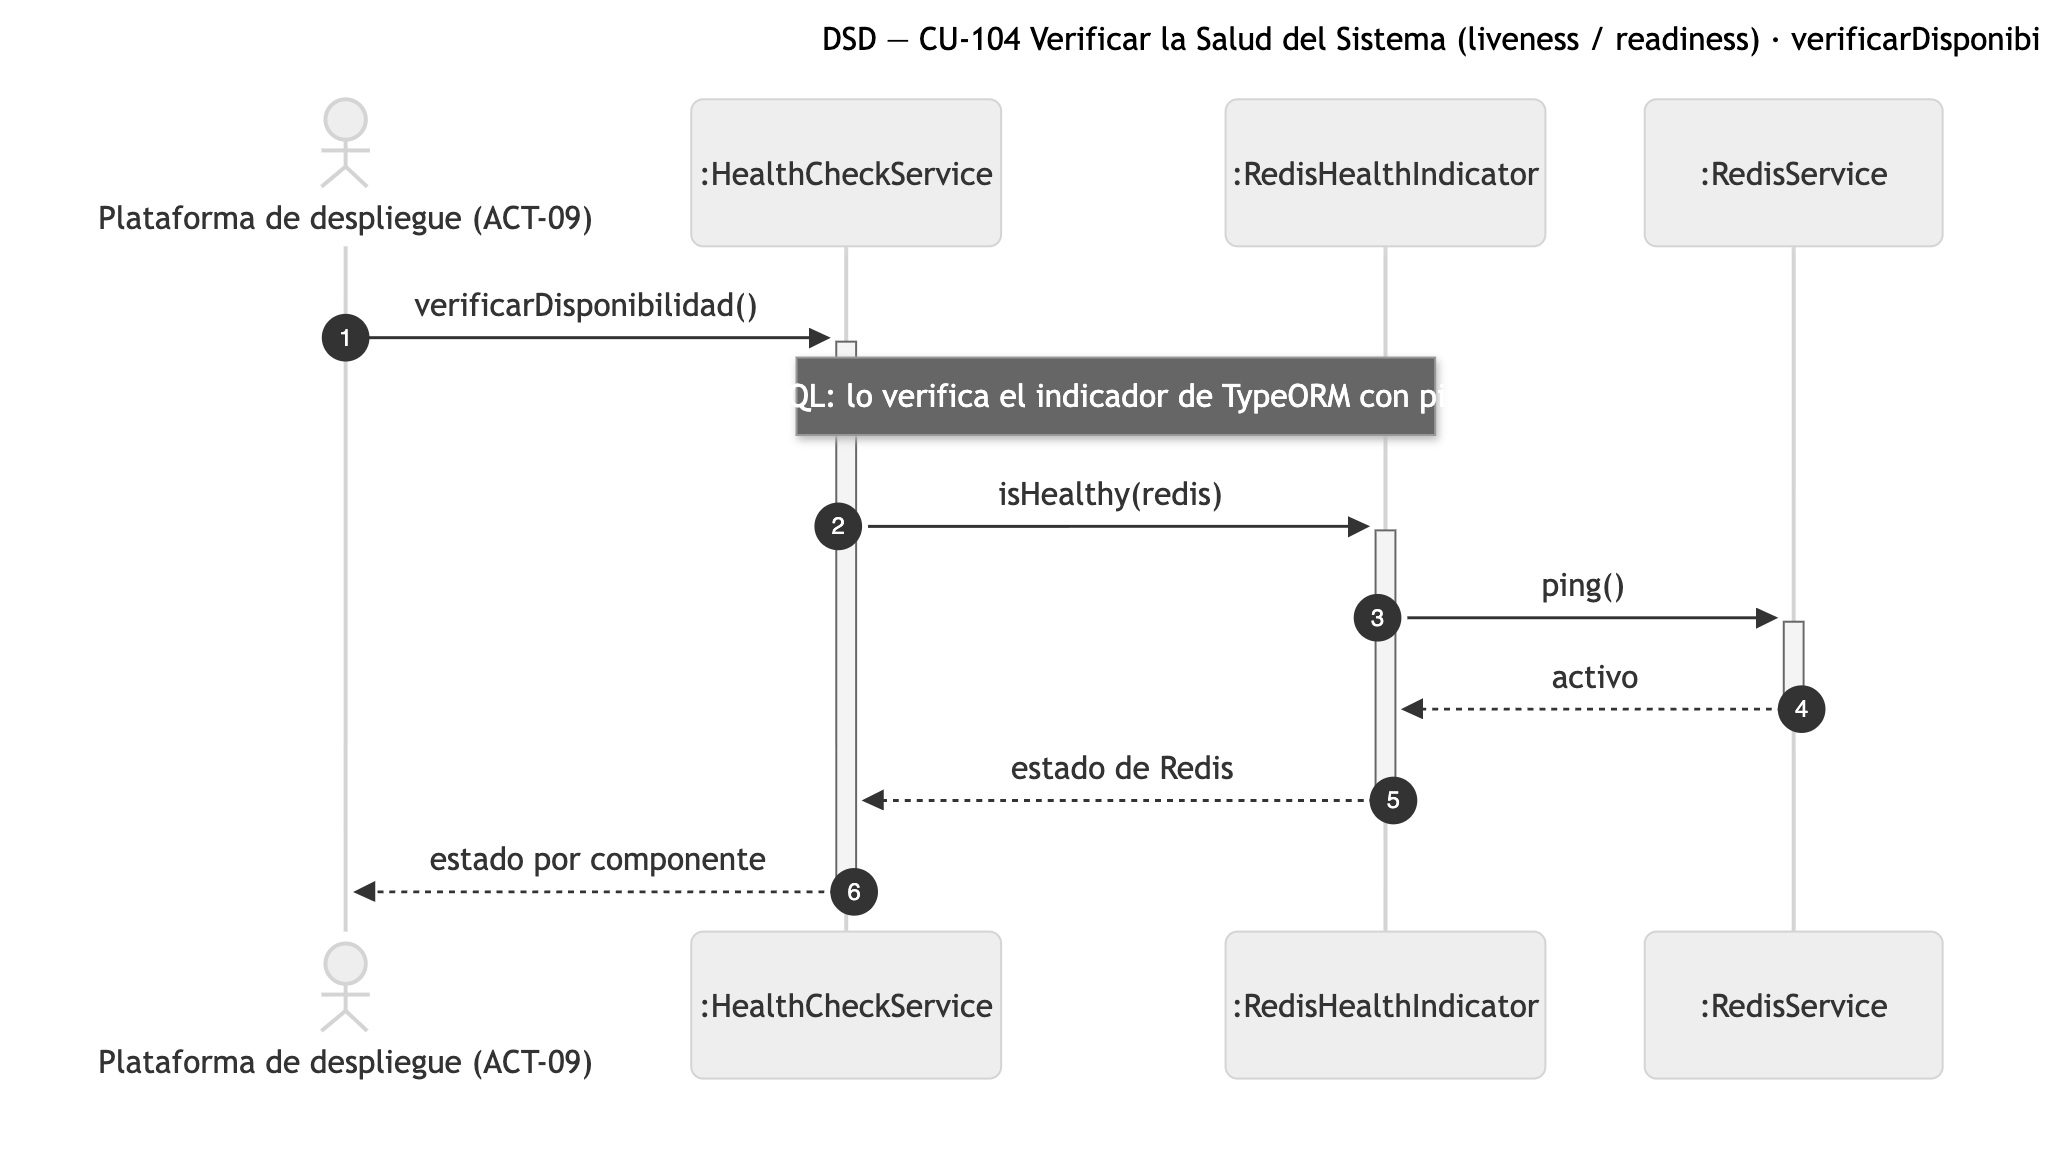 DSD — CU-104 Verificar la Salud del Sistema (liveness / readiness) · verificarDisponibi
Plataforma de despliegue (ACT-09)
:HealthCheckService
:RedisHealthIndicator
:RedisService
verificarDisponibilidad()
1
QL: lo verifica el indicador de TypeORM con pi
isHealthy(redis)
2
ping()
3
activo
4
estado de Redis
5
estado por componente
6
:HealthCheckService
:RedisHealthIndicator
:RedisService
Plataforma de despliegue (ACT-09)